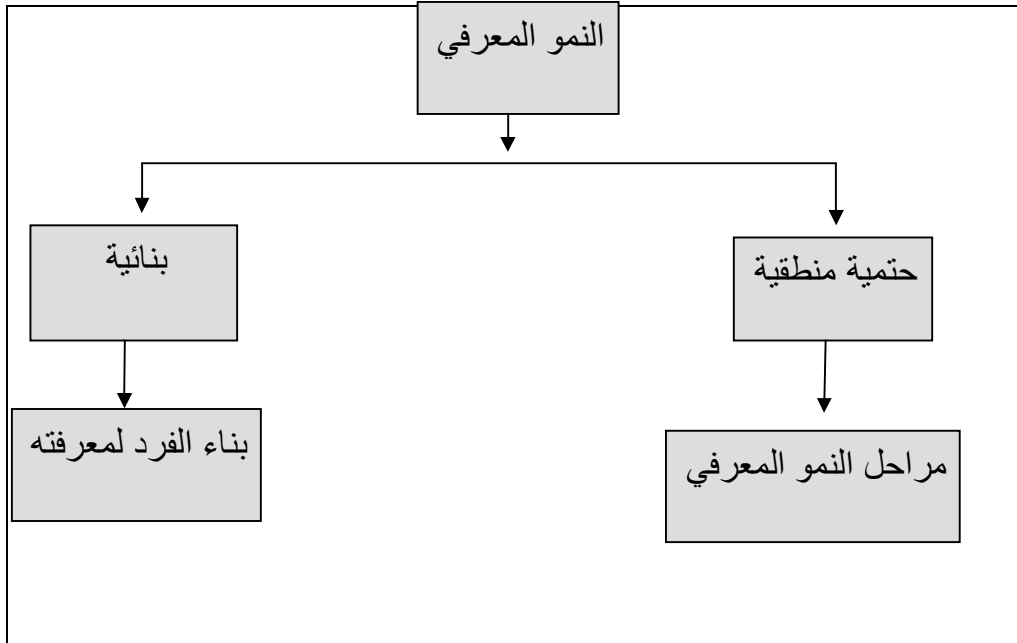 النمو المعرفي
حتمية منطقية
بنائية
مراحل النمو المعرفي
بناء الفرد لمعرفته